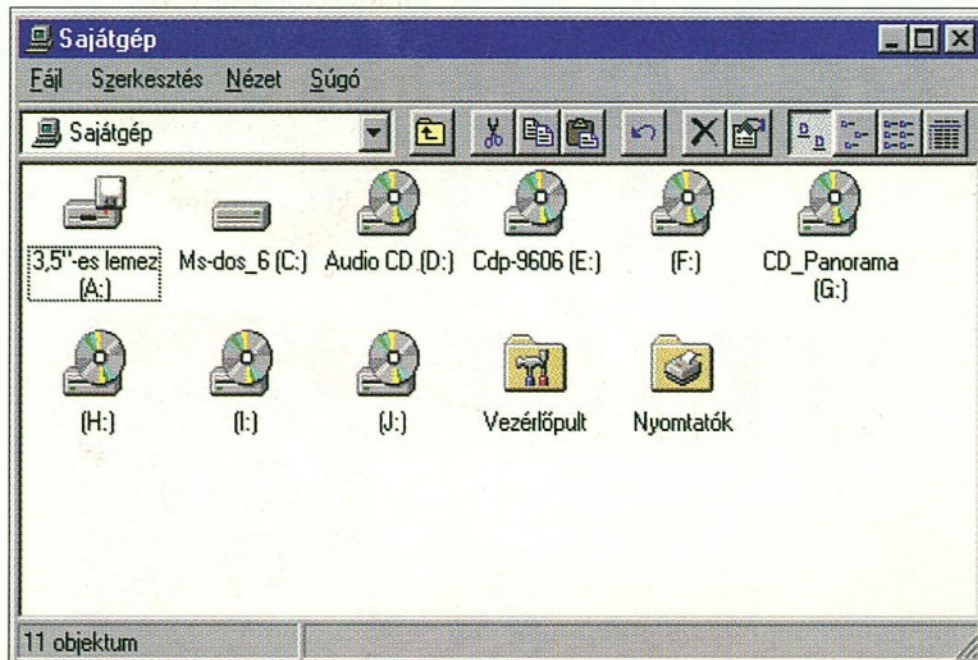 Sajátgép
Fájl Szerkesztés Nézet Súgó
Sajátgép
3,5"-es lemez (A:)
Ms-dos_6 (C:)
Audio CD (D:)
Cdp-9606 (E:)
(F:)
CD_Panorama (G:)
(H:)
(I:)
(J:)
Vezérlőpult
Nyomtatók
11 objektum